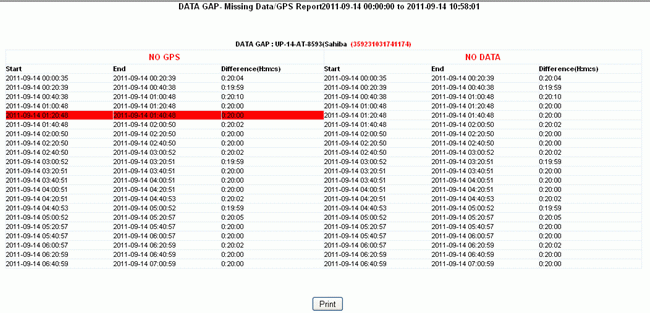 DATA GAP- Missing Data/GPS Report2011-09-14 00:00:00 to 2011-09-14 10:58:01
DATA GAP : UP-14-AT-8593(Sahiba (359231031741174)
NO GPS NO DATA
Start End Difference(H:m:s) Start End Difference(H:m:s)
2011-09-14 00:00:35 2011-09-14 00:20:39 0:20:04 2011-09-14 00:00:35 2011-09-14 00:20:39 0:20:04
2011-09-14 00:20:39 2011-09-14 00:40:38 0:19:59 2011-09-14 00:20:39 2011-09-14 00:40:38 0:19:59
2011-09-14 00:40:38 2011-09-14 01:00:48 0:20:10 2011-09-14 00:40:38 2011-09-14 01:00:48 0:20:10
2011-09-14 01:00:48 2011-09-14 01:20:48 0:20:00 2011-09-14 01:00:48 2011-09-14 01:20:48 0:20:00
2011-09-14 01:20:48 2011-09-14 01:40:48 0:20:00 2011-09-14 01:20:48 2011-09-14 01:40:48 0:20:00
2011-09-14 01:40:48 2011-09-14 02:00:50 0:20:02 2011-09-14 01:40:48 2011-09-14 02:00:50 0:20:02
2011-09-14 02:00:50 2011-09-14 02:20:50 0:20:00 2011-09-14 02:00:50 2011-09-14 02:20:50 0:20:00
2011-09-14 02:20:50 2011-09-14 02:40:50 0:20:00 2011-09-14 02:20:50 2011-09-14 02:40:50 0:20:00
2011-09-14 02:40:50 2011-09-14 03:00:52 0:20:02 2011-09-14 02:40:50 2011-09-14 03:00:52 0:20:02
2011-09-14 03:00:52 2011-09-14 03:20:51 0:19:59 2011-09-14 03:00:52 2011-09-14 03:20:51 0:19:59
2011-09-14 03:20:51 2011-09-14 03:40:51 0:20:00 2011-09-14 03:20:51 2011-09-14 03:40:51 0:20:00
2011-09-14 03:40:51 2011-09-14 04:00:51 0:20:00 2011-09-14 03:40:51 2011-09-14 04:00:51 0:20:00
2011-09-14 04:00:51 2011-09-14 04:20:51 0:20:00 2011-09-14 04:00:51 2011-09-14 04:20:51 0:20:00
2011-09-14 04:20:51 2011-09-14 04:40:53 0:20:02 2011-09-14 04:20:51 2011-09-14 04:40:53 0:20:02
2011-09-14 04:40:53 2011-09-14 05:00:52 0:19:59 2011-09-14 04:40:53 2011-09-14 05:00:52 0:19:59
2011-09-14 05:00:52 2011-09-14 05:20:57 0:20:05 2011-09-14 05:00:52 2011-09-14 05:20:57 0:20:05
2011-09-14 05:20:57 2011-09-14 05:40:57 0:20:00 2011-09-14 05:20:57 2011-09-14 05:40:57 0:20:00
2011-09-14 05:40:57 2011-09-14 06:00:57 0:20:00 2011-09-14 05:40:57 2011-09-14 06:00:57 0:20:00
2011-09-14 06:00:57 2011-09-14 06:20:59 0:20:02 2011-09-14 06:00:57 2011-09-14 06:20:59 0:20:02
2011-09-14 06:20:59 2011-09-14 06:40:59 0:20:00 2011-09-14 06:20:59 2011-09-14 06:40:59 0:20:00
2011-09-14 06:40:59 2011-09-14 07:00:59 0:20:00 2011-09-14 06:40:59 2011-09-14 07:00:59 0:20:00
Print